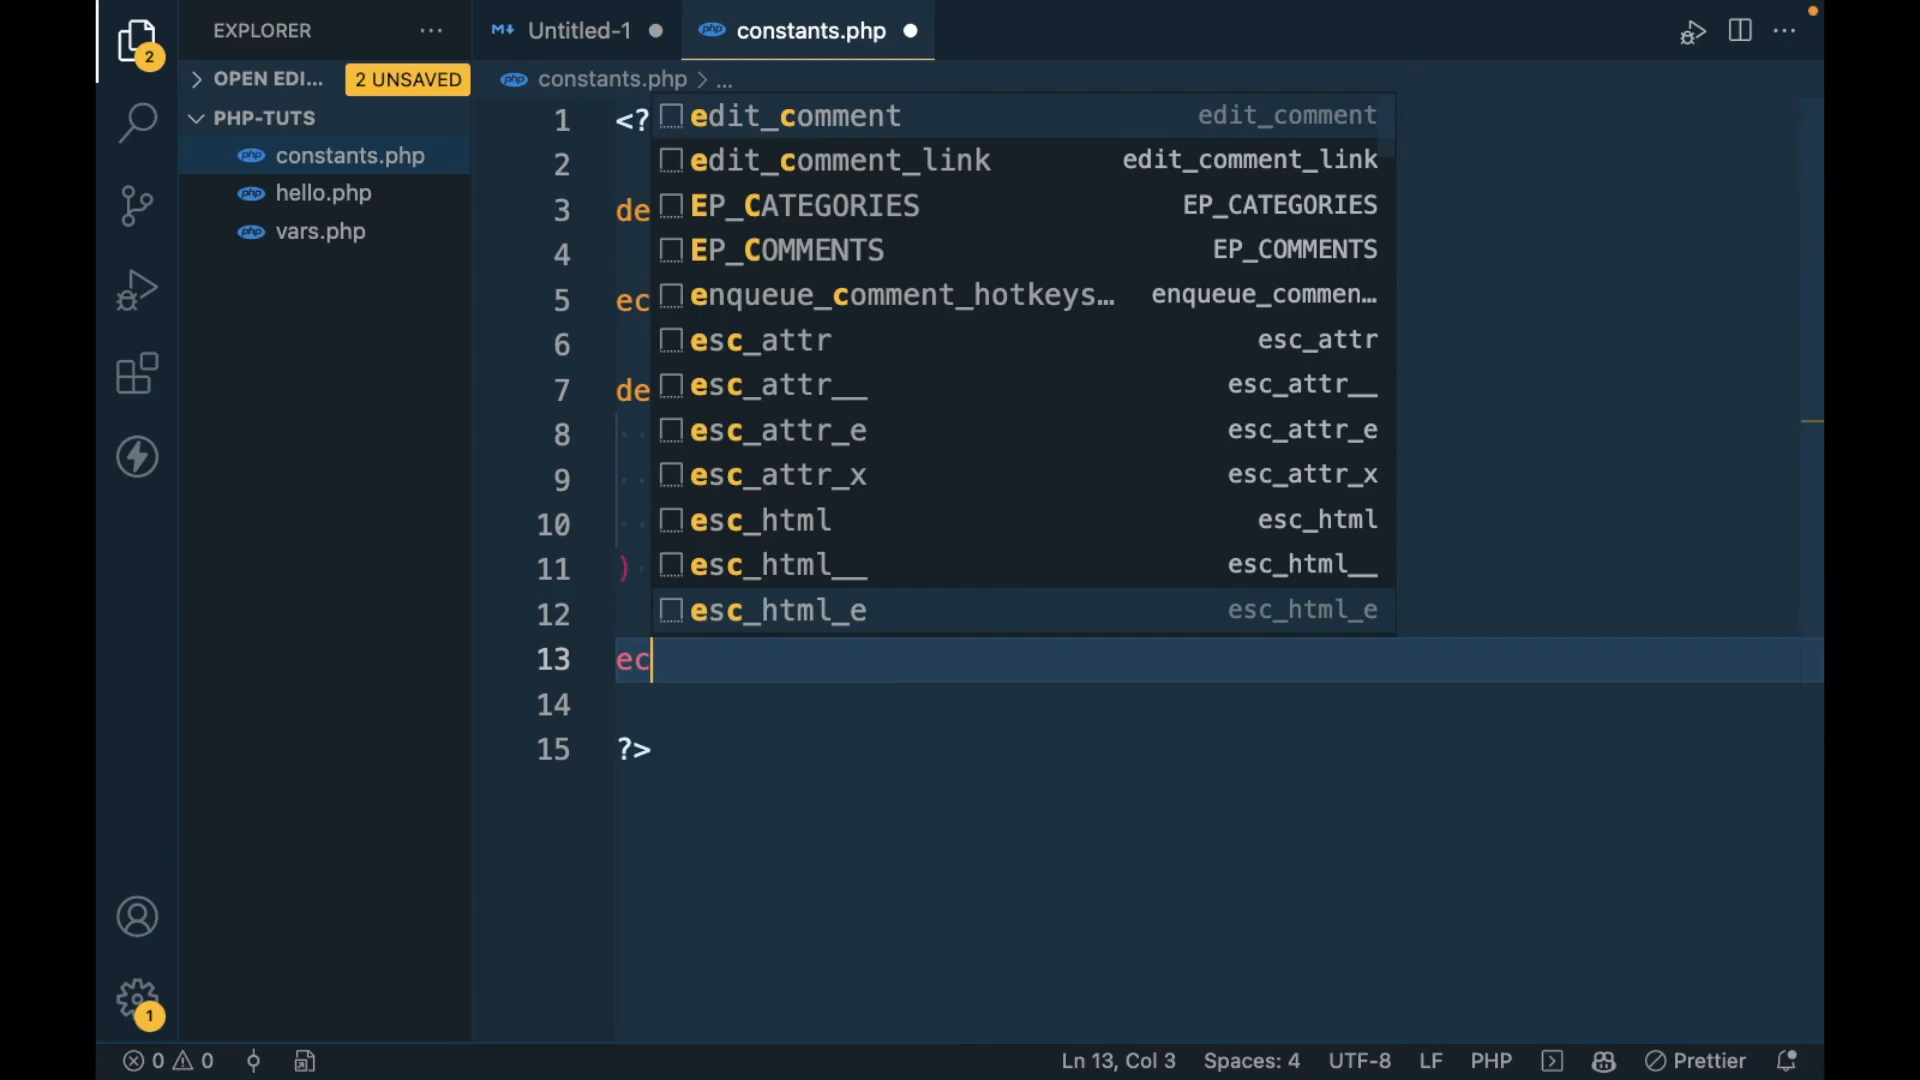 EXPLORER ...
Untitled-1
constants.php
2
OPEN EDI... 2 UNSAVED
constants.php > ...
PHP-TUTS
constants.php
hello.php
vars.php
1 <?
2
3 de
4
5 ec
6
7 de
8
9
10
11 )
12
13 ec
14
15 ?>
edit_comment edit_comment
edit_comment_link edit_comment_link
EP_CATEGORIES EP_CATEGORIES
EP_COMMENTS EP_COMMENTS
enqueue_comment_hotkeys… enqueue_commen…
esc_attr esc_attr
esc_attr__ esc_attr__
esc_attr_e esc_attr_e
esc_attr_x esc_attr_x
esc_html esc_html
esc_html__ esc_html__
esc_html_e esc_html_e
1
0 0 Ln 13, Col 3 Spaces: 4 UTF-8 LF PHP Prettier